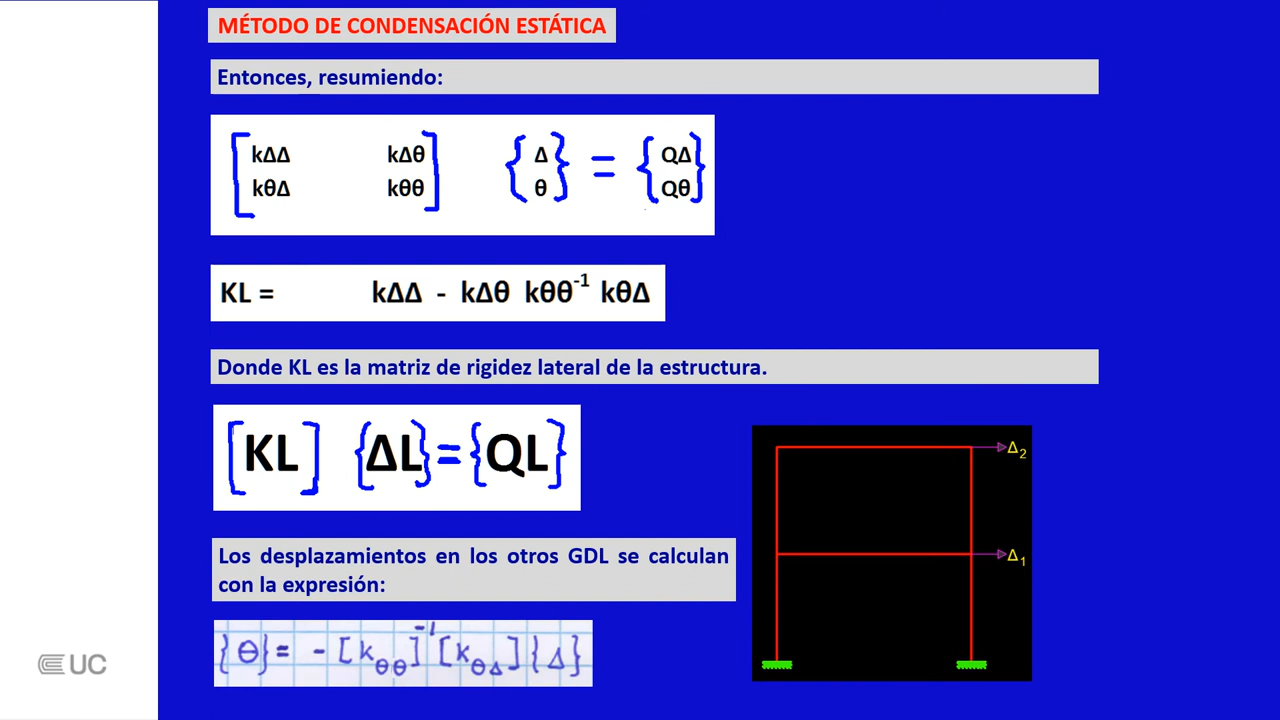 MÉTODO DE CONDENSACIÓN ESTÁTICA
Entonces, resumiendo:
[kΔΔ kΔθ] {Δ} = {QΔ}
[kθΔ kθθ] {θ} {Qθ}
KL = kΔΔ - kΔθ kθθ⁻¹ kθΔ
Donde KL es la matriz de rigidez lateral de la estructura.
[KL] {ΔL} = {QL}
Δ₂
Δ₁
Los desplazamientos en los otros GDL se calculan
con la expresión:
{θ} = - [kθθ]⁻¹ [kθΔ] {Δ}
UC